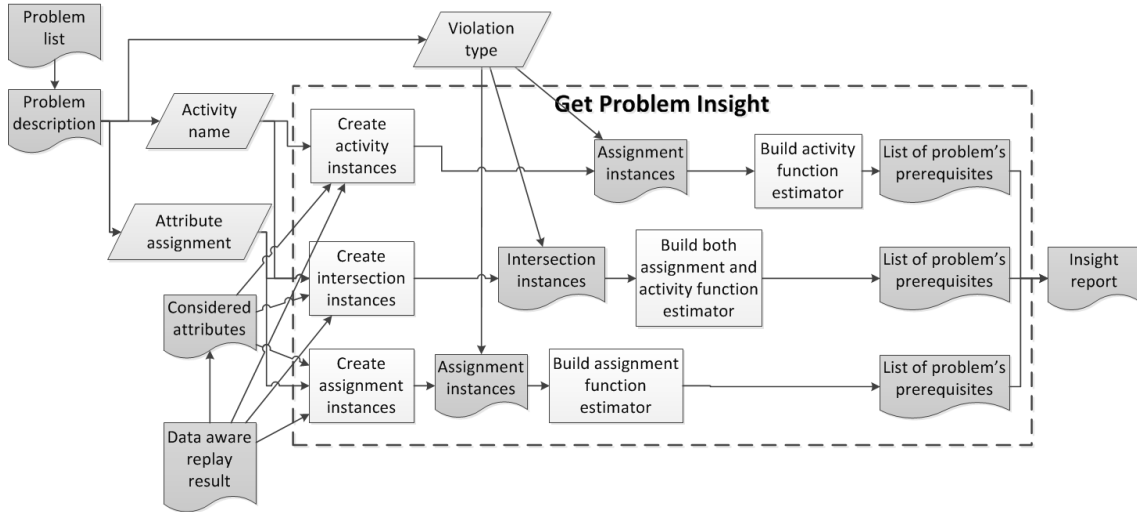 Problem
list
Violation
type
Problem
description
Activity
name
Get Problem Insight
Create
activity
instances
Assignment
instances
Build activity
function
estimator
List of problem's
prerequisites
Attribute
assignment
Create
intersection
instances
Intersection
instances
Build both
assignment and
activity function
estimator
List of problem's
prerequisites
Insight
report
Considered
attributes
Create
assignment
instances
Assignment
instances
Build assignment
function
estimator
List of problem's
prerequisites
Data aware
replay
result